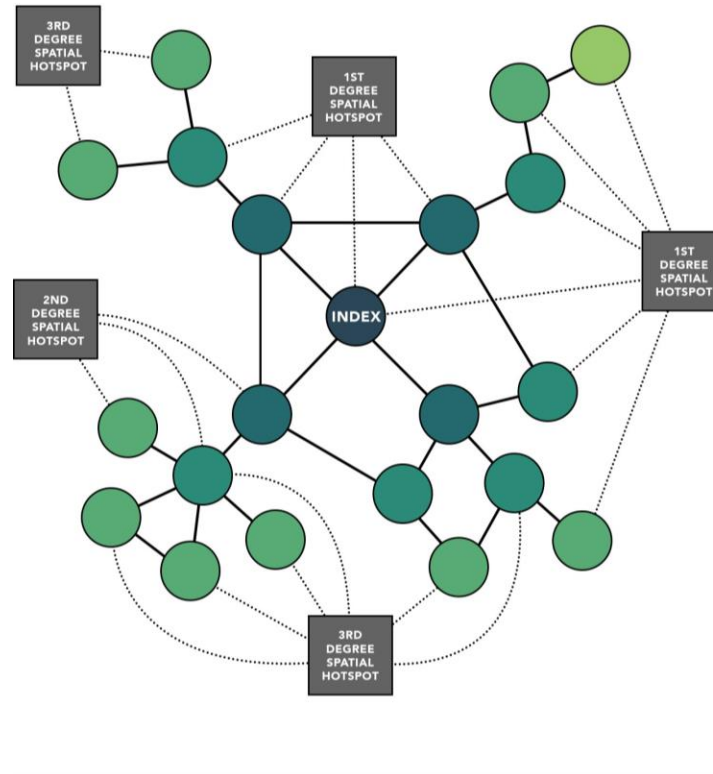 3RD
DEGREE
SPATIAL
HOTSPOT
1ST
DEGREE
SPATIAL
HOTSPOT
1ST
DEGREE
SPATIAL
HOTSPOT
2ND
DEGREE
SPATIAL
HOTSPOT
INDEX
3RD
DEGREE
SPATIAL
HOTSPOT